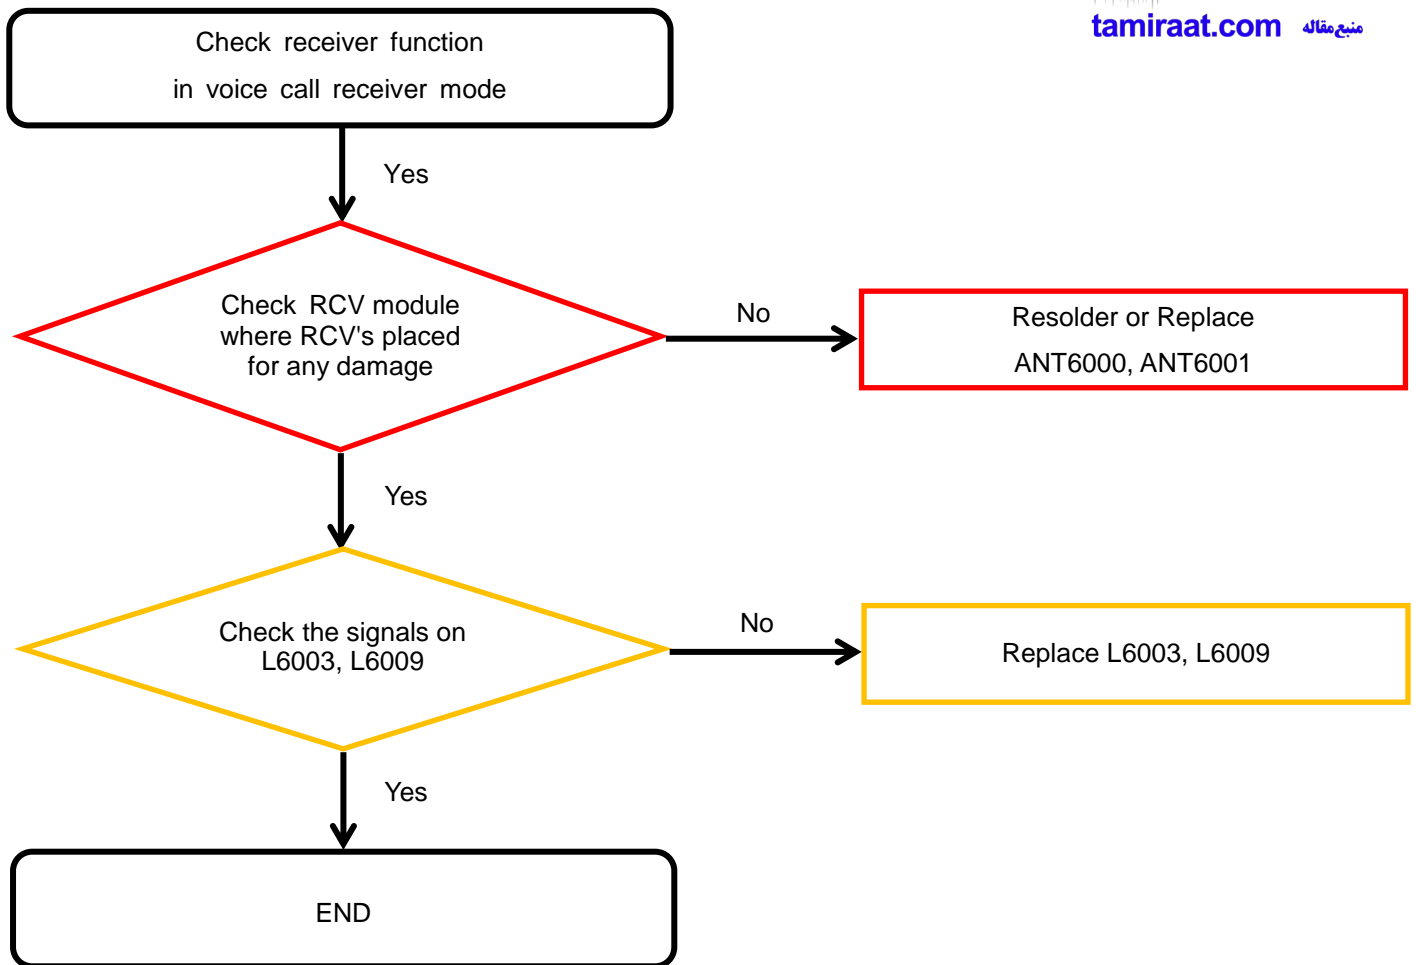 tamiraat.com منبع مقاله
Check receiver function
in voice call receiver mode
Yes
Check RCV module
where RCV's placed
for any damage
No
Resolder or Replace
ANT6000, ANT6001
Yes
Check the signals on
L6003, L6009
No
Replace L6003, L6009
Yes
END